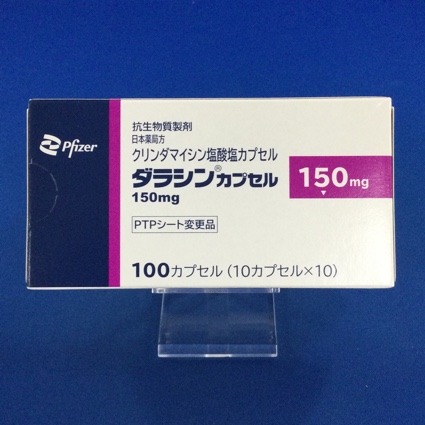 Pfizer
抗生物質製剤
日本薬局方
クリンダマイシン塩酸塩カプセル
ダラシン®カプセル
150mg
150mg
PTPシート変更品
100カプセル (10カプセル×10)